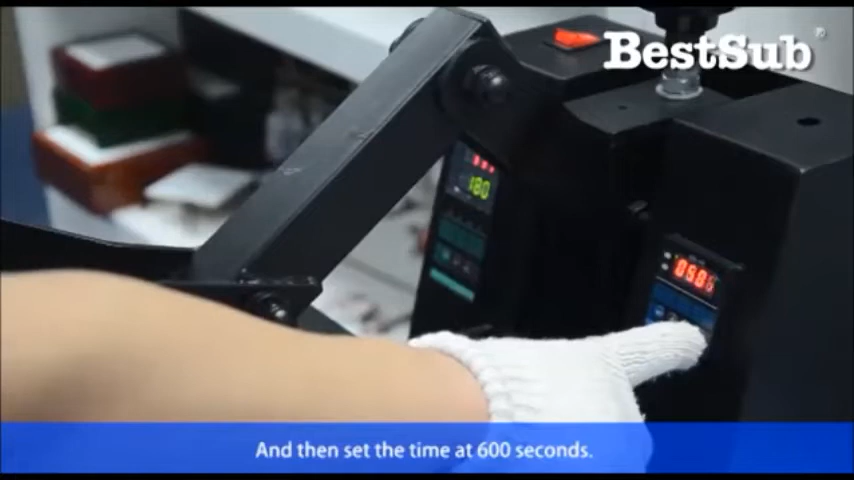 BestSub®
180
And then set the time at 600 seconds.